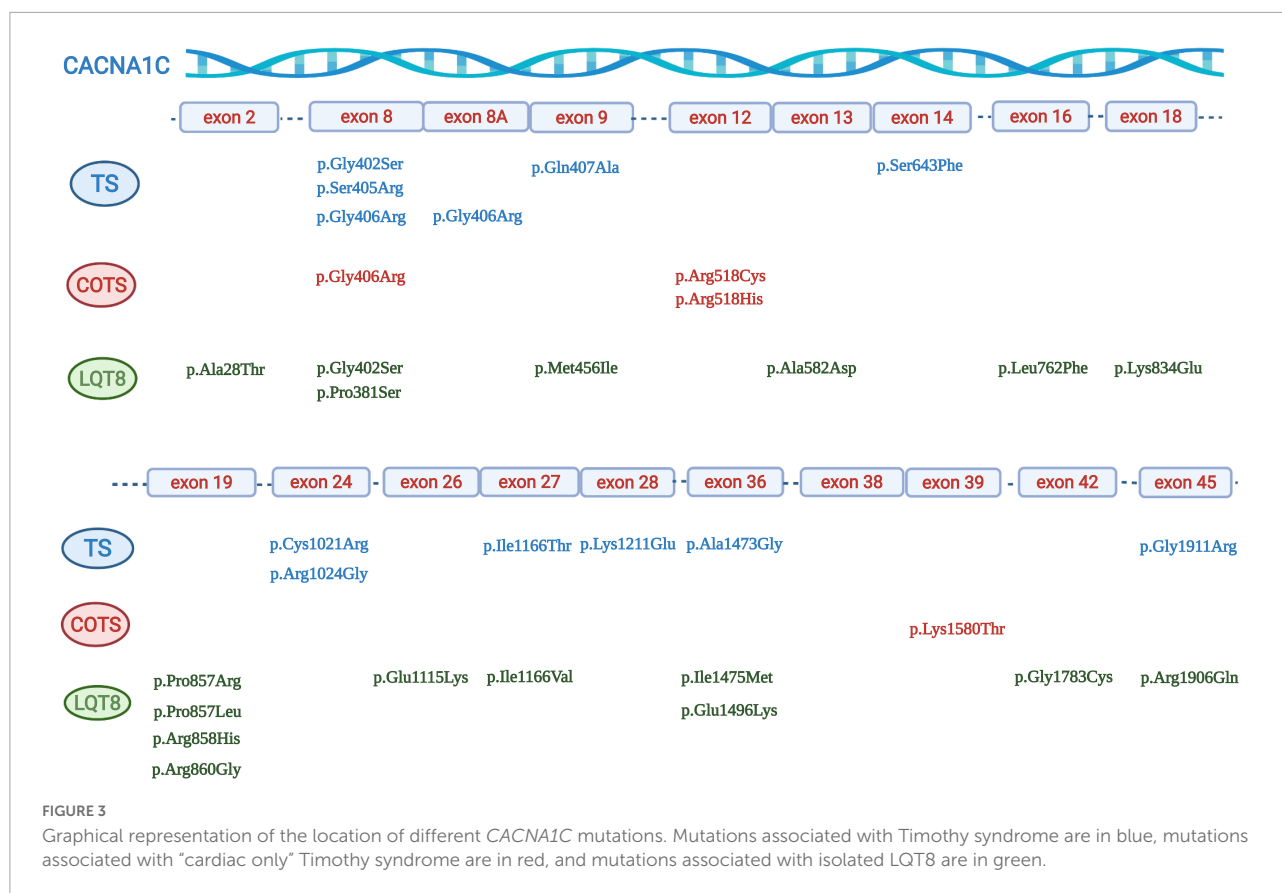 CACNA1C
exon 2 exon 8 exon 8A exon 9 exon 12 exon 13 exon 14 exon 16 exon 18
TS
p.Gly402Ser p.Gln407Ala p.Ser643Phe
p.Ser405Arg
p.Gly406Arg p.Gly406Arg
COTS
p.Gly406Arg p.Arg518Cys
p.Arg518His
LQT8
p.Ala28Thr p.Gly402Ser p.Met456Ile p.Ala582Asp p.Leu762Phe p.Lys834Glu
p.Pro381Ser
exon 19 exon 24 exon 26 exon 27 exon 28 exon 36 exon 38 exon 39 exon 42 exon 45
TS
p.Cys1021Arg p.Ile1166Thr p.Lys1211Glu p.Ala1473Gly p.Gly1911Arg
p.Arg1024Gly
COTS
p.Lys1580Thr
LQT8
p.Pro857Arg p.Glu1115Lys p.Ile1166Val p.Ile1475Met p.Gly1783Cys p.Arg1906Gln
p.Pro857Leu p.Glu1496Lys
p.Arg858His
p.Arg860Gly
FIGURE 3
Graphical representation of the location of different CACNA1C mutations. Mutations associated with Timothy syndrome are in blue, mutations
associated with “cardiac only” Timothy syndrome are in red, and mutations associated with isolated LQT8 are in green.